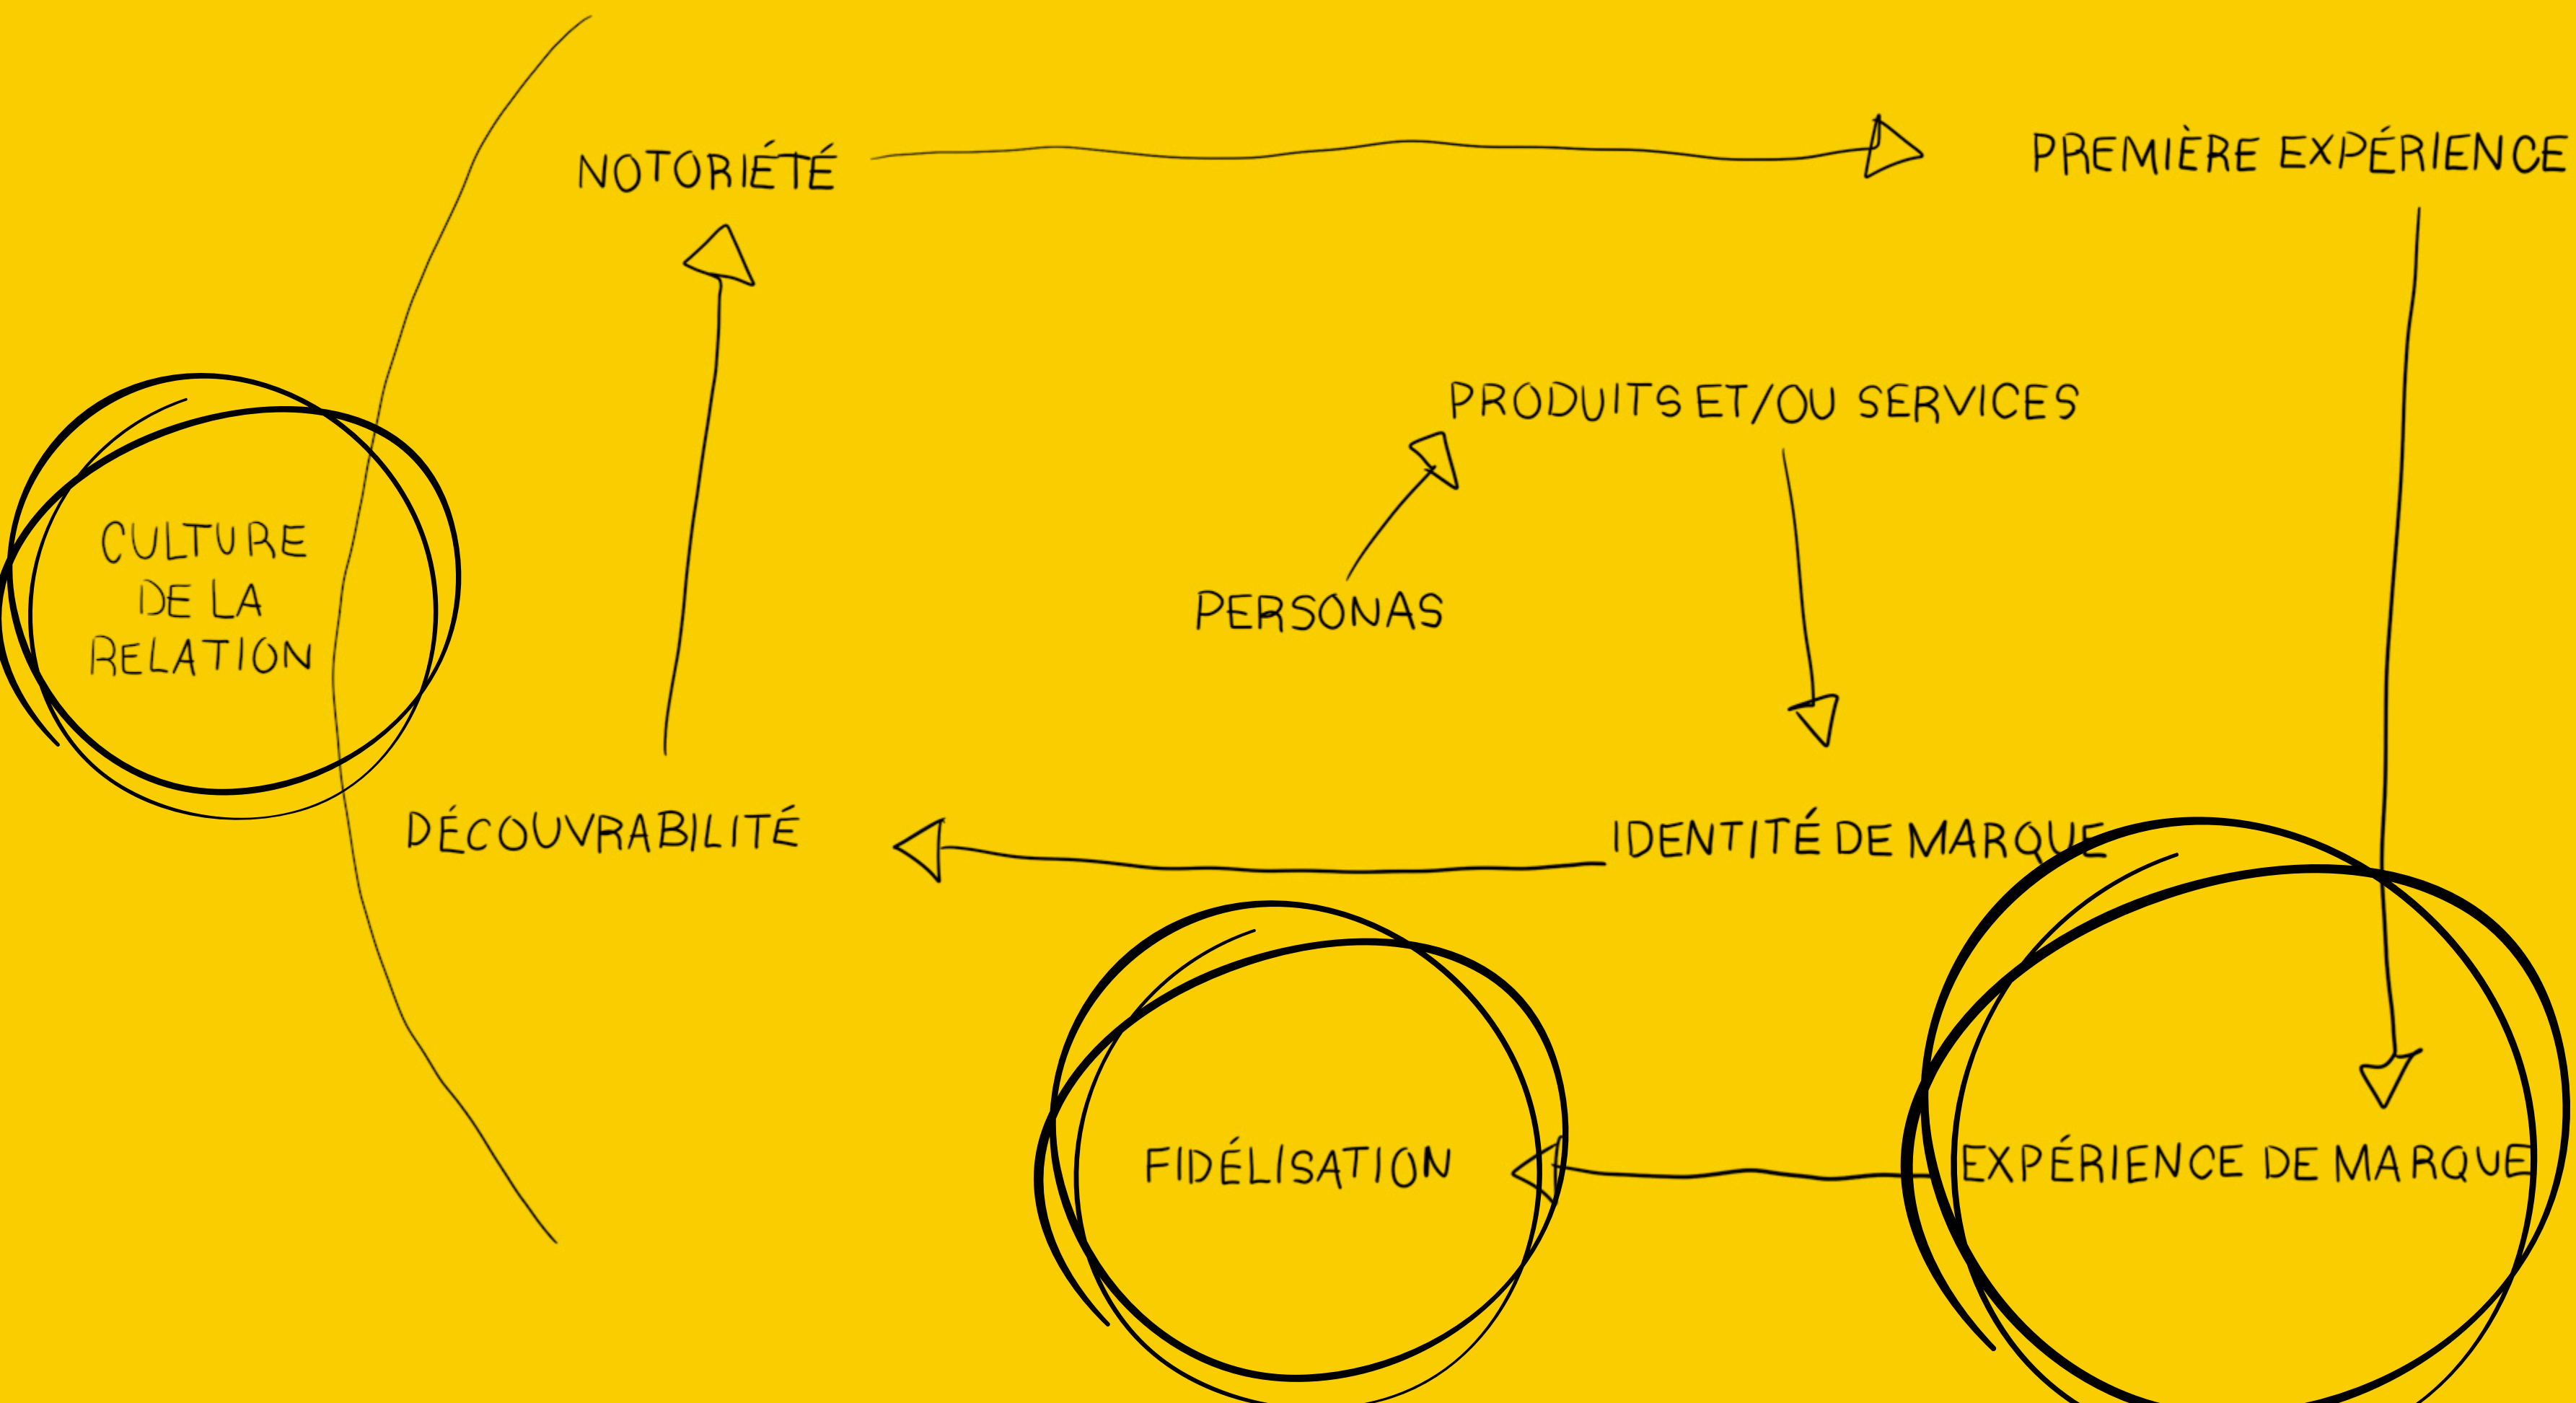 NOTORIÉTÉ
PREMIÈRE EXPÉRIENCE
PRODUITS ET/OU SERVICES
CULTURE
DE LA
RELATION
PERSONAS
DÉCOUVRABILITÉ
IDENTITÉ DE MARQUE
FIDÉLISATION
EXPÉRIENCE DE MARQUE